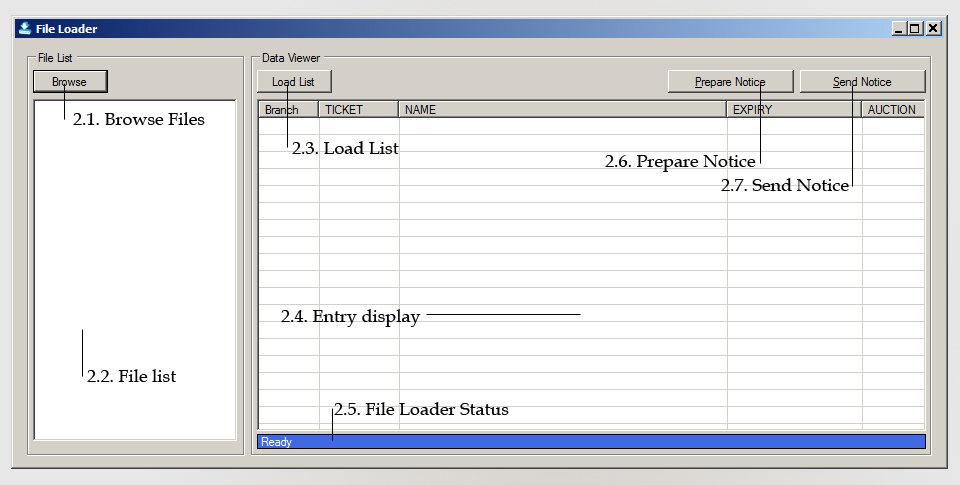 File Loader
File List
Data Viewer
Browse
Load List
Prepare Notice
Send Notice
Branch TICKET NAME EXPIRY AUCTION
2.1. Browse Files
2.3. Load List
2.6. Prepare Notice
2.7. Send Notice
2.4. Entry display
2.2. File list
2.5. File Loader Status
Ready